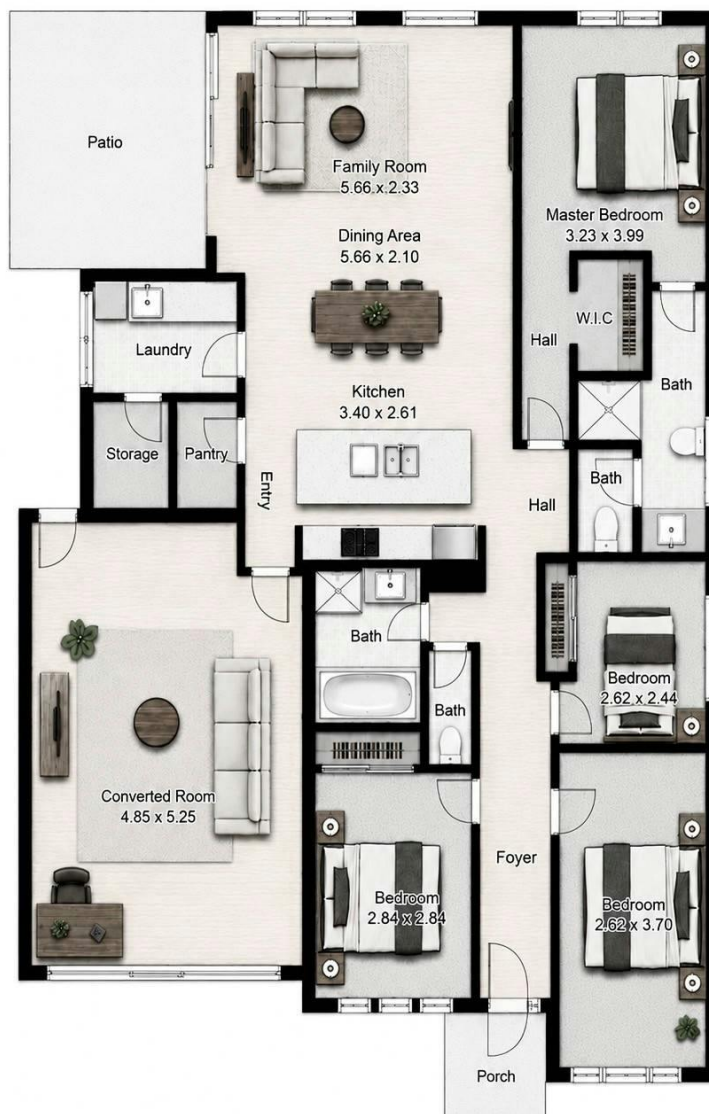 Patio
Family Room
5.66 x 2.33
Dining Area
5.66 x 2.10
Master Bedroom
3.23 x 3.99
W.I.C
Hall
Laundry
Kitchen
3.40 x 2.61
Bath
Storage
Pantry
Entry
Hall
Bath
Bath
Bedroom
2.62 x 2.44
Bath
Converted Room
4.85 x 5.25
Foyer
Bedroom
2.84 x 2.84
Bedroom
2.62 x 3.70
Porch